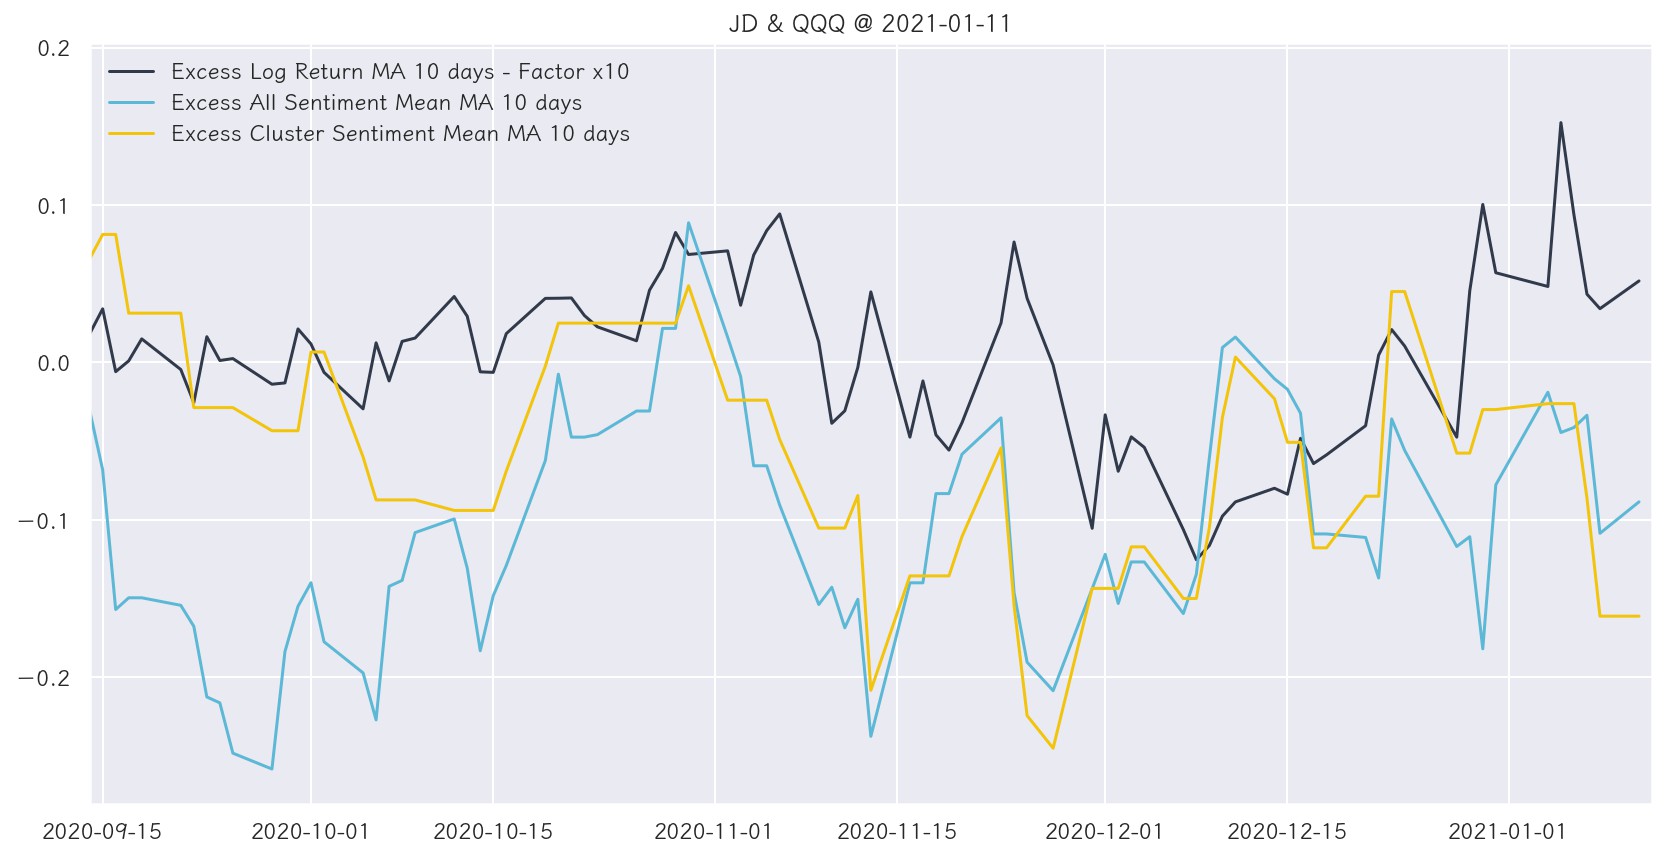 JD & QQQ @ 2021-01-11
0.2
Excess Log Return MA 10 days - Factor x10
Excess All Sentiment Mean MA 10 days
Excess Cluster Sentiment Mean MA 10 days
0.1
0.0
−0.1
−0.2
2020-09-15 2020-10-01 2020-10-15 2020-11-01 2020-11-15 2020-12-01 2020-12-15 2021-01-01